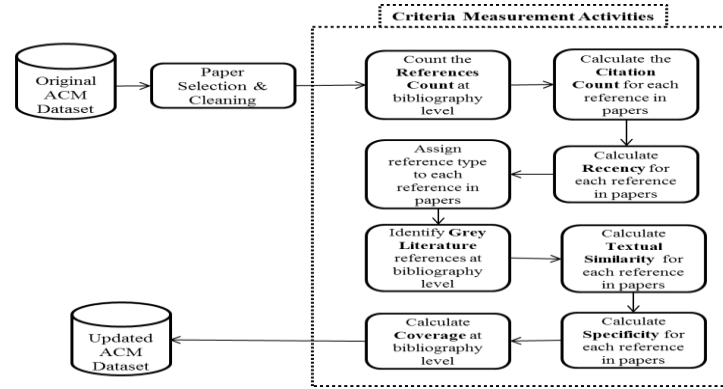 Criteria Measurement Activities
Original
ACM
Dataset
Paper
Selection &
Cleaning
Count the
References
Count at
bibliography
level
Calculate the
Citation
Count for each
reference in
papers
Assign
reference type
to each
reference in
papers
Calculate
Recency for
each reference
in papers
Identify Grey
Literature
references at
bibliography
level
Calculate
Textual
Similarity for
each reference
in papers
Updated
ACM
Dataset
Calculate
Coverage at
bibliography
level
Calculate
Specificity for
each reference
in papers